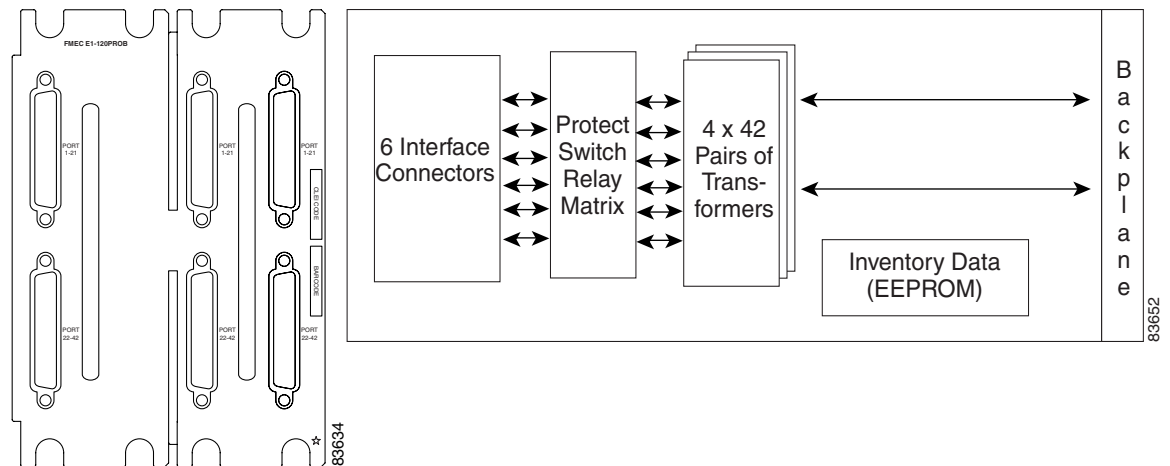 FMEC E1-120PROB
PORT
1-21
PORT
1-21
PORT
1-21
CLEI CODE
BARCODE
PORT
22-42
PORT
22-42
PORT
22-42
83634
6 Interface
Connectors
Protect
Switch
Relay
Matrix
4 x 42
Pairs of
Trans-
formers
Inventory Data
(EEPROM)
Backplane
83652